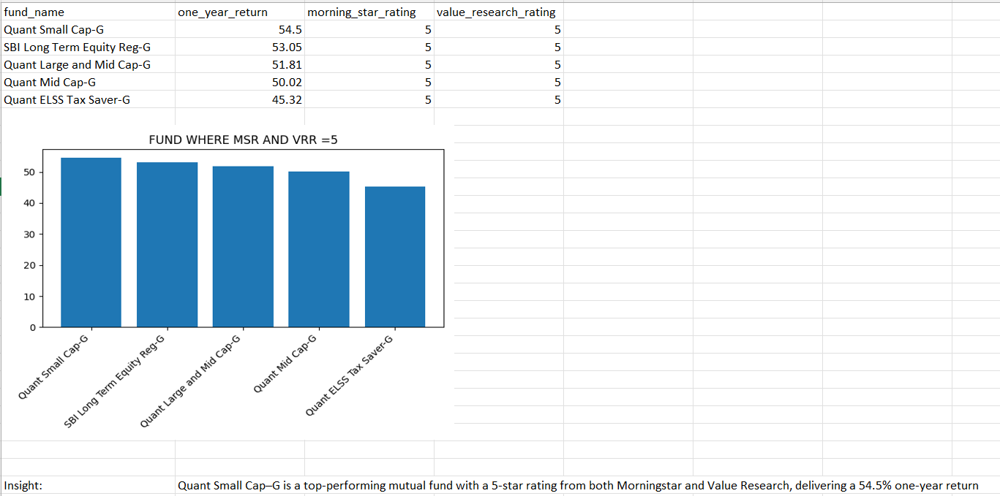 fund_name one_year_return morning_star_rating value_research_rating
Quant Small Cap-G 54.5 5 5
SBI Long Term Equity Reg-G 53.05 5 5
Quant Large and Mid Cap-G 51.81 5 5
Quant Mid Cap-G 50.02 5 5
Quant ELSS Tax Saver-G 45.32 5 5
FUND WHERE MSR AND VRR =5
50
40
30
20
10
0
Quant Small Cap-G
SBI Long Term Equity Reg-G
Quant Large and Mid Cap-G
Quant Mid Cap-G
Quant ELSS Tax Saver-G
Insight: Quant Small Cap–G is a top-performing mutual fund with a 5-star rating from both Morningstar and Value Research, delivering a 54.5% one-year return